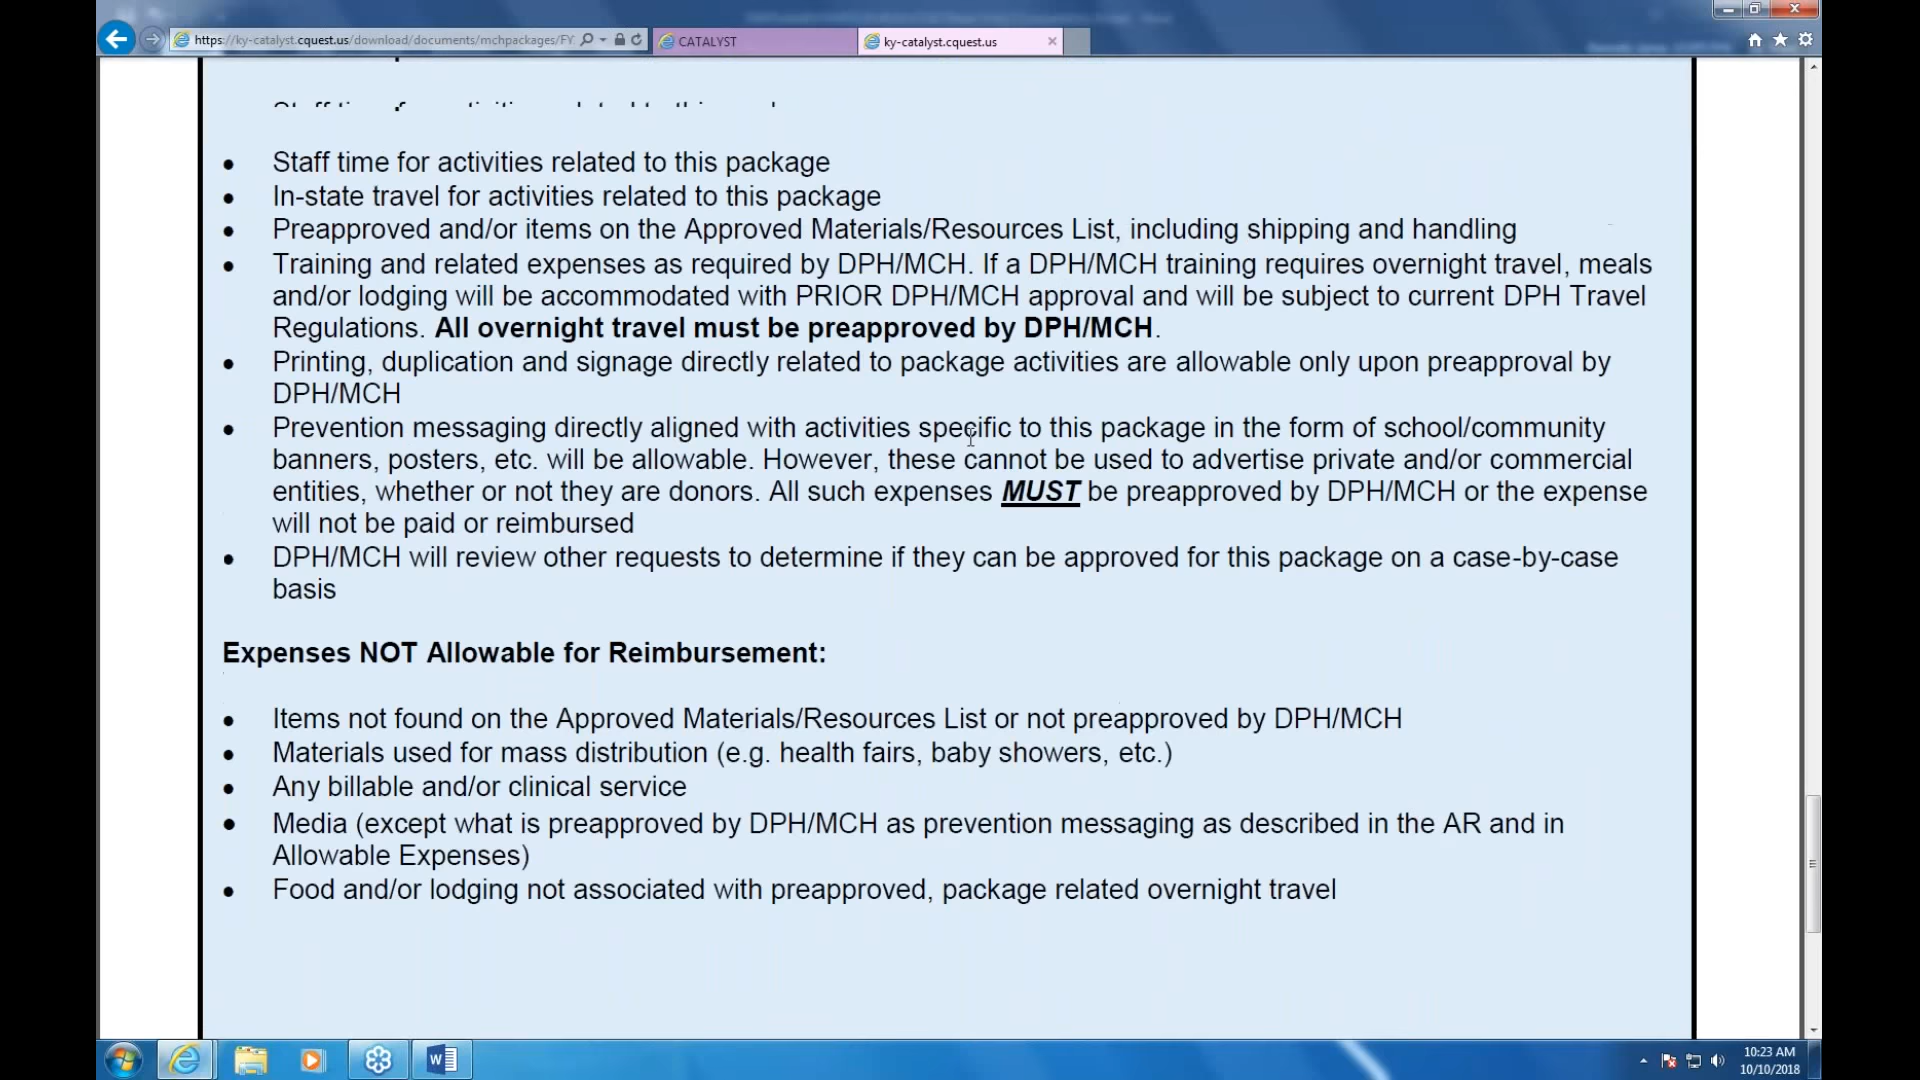 https://ky-catalyst.cquest.us/download/documents/mchpackages/FY
CATALYST
ky-catalyst.cquest.us
• Staff time for activities related to this package
• In-state travel for activities related to this package
• Preapproved and/or items on the Approved Materials/Resources List, including shipping and handling
• Training and related expenses as required by DPH/MCH. If a DPH/MCH training requires overnight travel, meals
and/or lodging will be accommodated with PRIOR DPH/MCH approval and will be subject to current DPH Travel
Regulations. All overnight travel must be preapproved by DPH/MCH.
• Printing, duplication and signage directly related to package activities are allowable only upon preapproval by
DPH/MCH
• Prevention messaging directly aligned with activities specific to this package in the form of school/community
banners, posters, etc. will be allowable. However, these cannot be used to advertise private and/or commercial
entities, whether or not they are donors. All such expenses MUST be preapproved by DPH/MCH or the expense
will not be paid or reimbursed
• DPH/MCH will review other requests to determine if they can be approved for this package on a case-by-case
basis
Expenses NOT Allowable for Reimbursement:
• Items not found on the Approved Materials/Resources List or not preapproved by DPH/MCH
• Materials used for mass distribution (e.g. health fairs, baby showers, etc.)
• Any billable and/or clinical service
• Media (except what is preapproved by DPH/MCH as prevention messaging as described in the AR and in
Allowable Expenses)
• Food and/or lodging not associated with preapproved, package related overnight travel
10:23 AM
10/10/2018